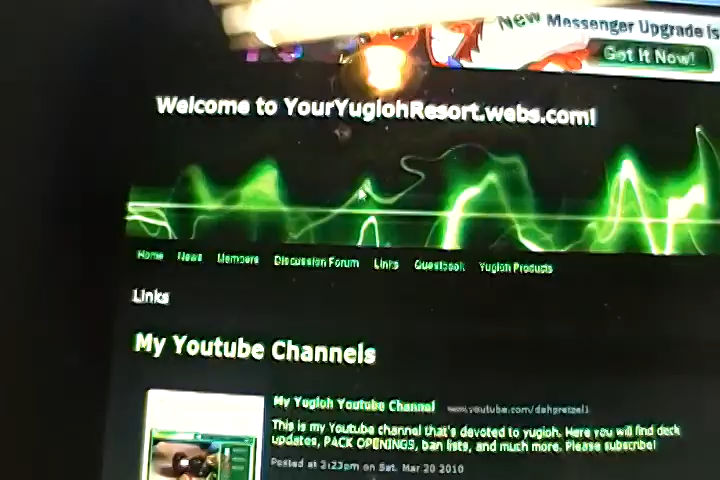 New Messenger Upgrade is
Get It Now!
Welcome to YourYugiohResort.webs.com!
Home News Members Discussion Forum Links Guestbook Yugioh Products
Links
My Youtube Channels
My Yugioh Youtube Channel www.youtube.com/dahpretzel1
This is my Youtube channel that's devoted to yugioh. Here you will find deck
updates, PACK OPENINGS, ban lists, and much more. Please subscribe!
Posted at 3:23pm on Sat. Mar 20 2010